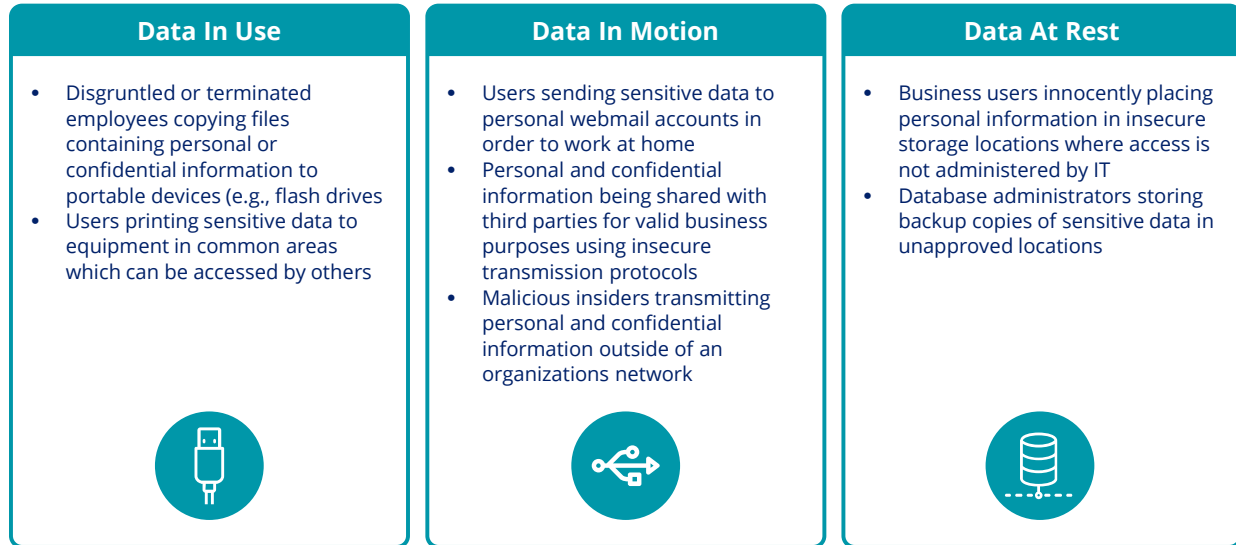 Data In Use
• Disgruntled or terminated
employees copying files
containing personal or
confidential information to
portable devices (e.g., flash drives
• Users printing sensitive data to
equipment in common areas
which can be accessed by others
Data In Motion
• Users sending sensitive data to
personal webmail accounts in
order to work at home
• Personal and confidential
information being shared with
third parties for valid business
purposes using insecure
transmission protocols
• Malicious insiders transmitting
personal and confidential
information outside of an
organizations network
Data At Rest
• Business users innocently placing
personal information in insecure
storage locations where access is
not administered by IT
• Database administrators storing
backup copies of sensitive data in
unapproved locations